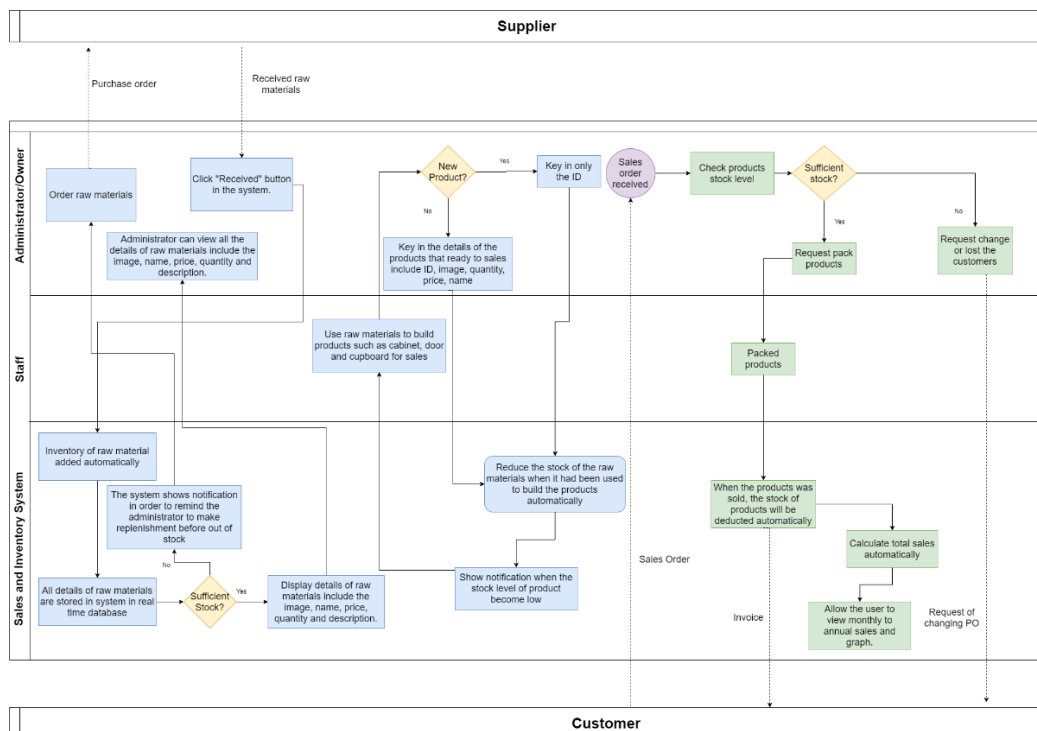 Supplier
Purchase order
Received raw
materials
Administrator/Owner
Order raw materials
Click "Received" button
in the system.
Administrator can view all the
details of raw materials include the
image, name, price, quantity and
description.
New
Product?
Yes
No
Key in only
the ID
Key in the details of the
products that ready to sales
include ID, image, quantity,
price, name
Sales
order
received
Check products
stock level
Sufficient
stock?
Yes
No
Request pack
products
Request change
or lost the
customers
Staff
Use raw materials to build
products such as cabinet, door
and cupboard for sales
Packed
products
Sales and Inventory System
Inventory of raw material
added automatically
The system shows notification
in order to remind the
administrator to make
replenishment before out of
stock
No
All details of raw materials
are stored in system in real
time database
Sufficient
Stock?
Yes
Display details of raw
materials include the
image, name, price,
quantity and description.
Reduce the stock of the raw
materials when it had been used
to build the products
automatically
Show notification when the
stock level of product
become low
Sales Order
When the products was
sold, the stock of
products will be
deducted automatically
Calculate total sales
automatically
Allow the user to
view monthly to
annual sales and
graph.
Invoice
Request of
changing PO
Customer